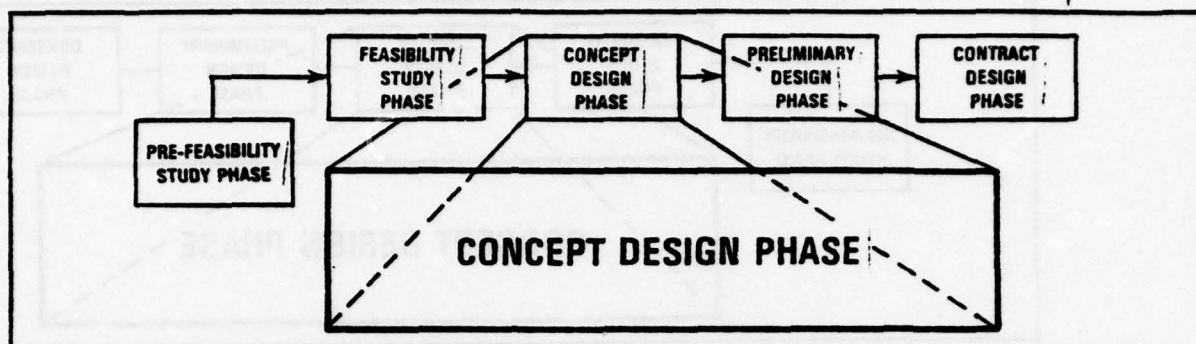 FEASIBILITY
STUDY
PHASE
CONCEPT
DESIGN
PHASE
PRELIMINARY
DESIGN
PHASE
CONTRACT
DESIGN
PHASE
PRE-FEASIBILITY
STUDY PHASE
CONCEPT DESIGN PHASE